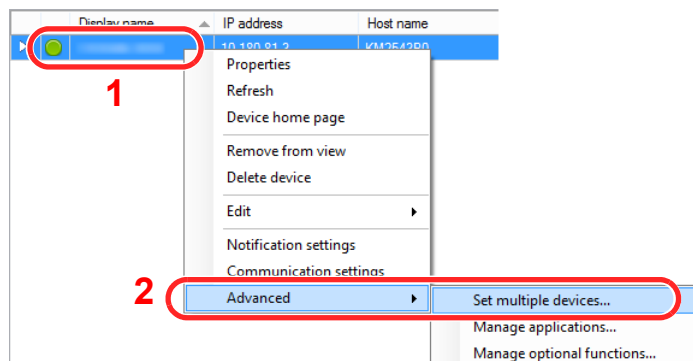 Display name IP address Host name
10.180.81.2 KM2542B0
1
Properties
Refresh
Device home page
Remove from view
Delete device
Edit
Notification settings
Communication settings
2
Advanced Set multiple devices...
Manage applications...
Manage optional functions...